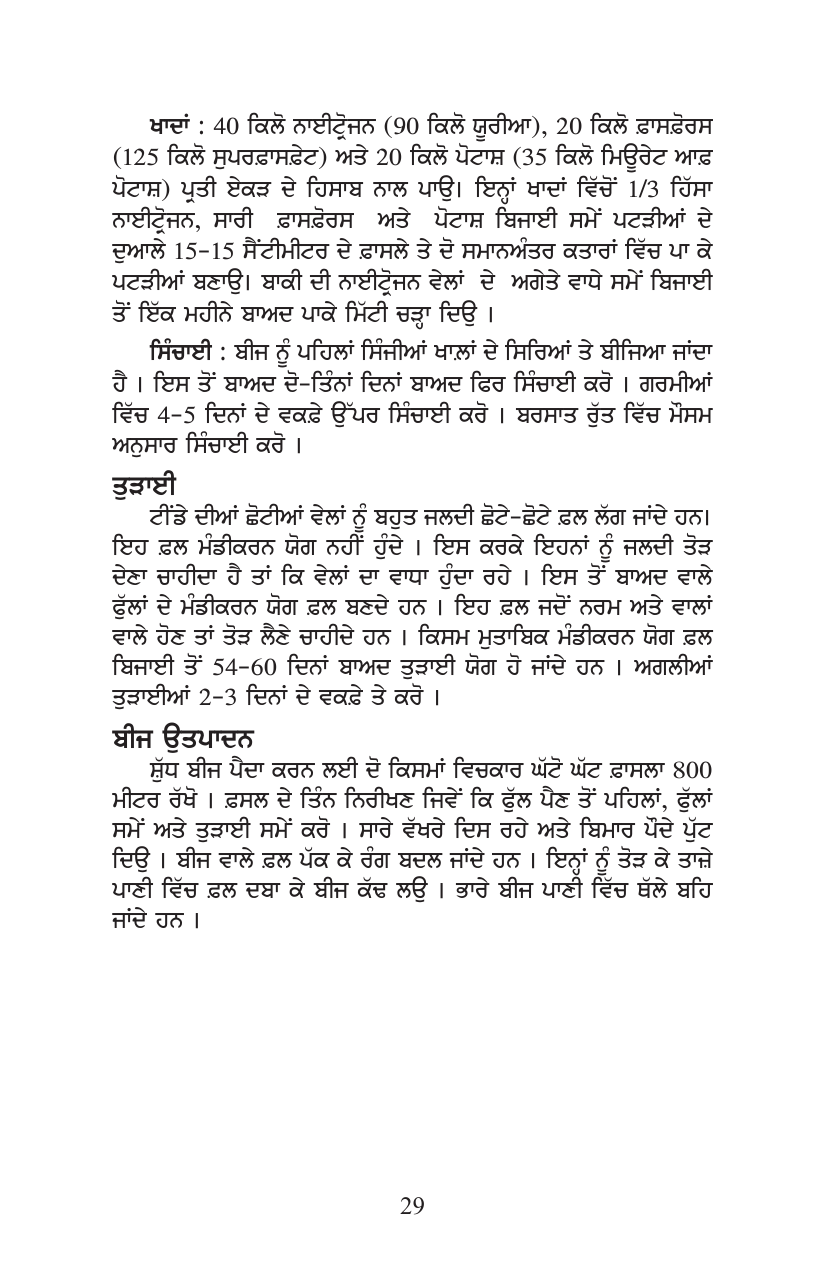 ਖਾਦਾਂ : 40 ਕਿਲੋ ਨਾਈਟ੍ਰੋਜਨ (90 ਕਿਲੋ ਯੂਰੀਆ), 20 ਕਿਲੋ ਫ਼ਾਸਫ਼ੋਰਸ
(125 ਕਿਲੋ ਸੁਪਰਫ਼ਾਸਫ਼ੇਟ) ਅਤੇ 20 ਕਿਲੋ ਪੋਟਾਸ਼ (35 ਕਿਲੋ ਮਿਊਰੇਟ ਆਫ਼
ਪੋਟਾਸ਼) ਪ੍ਰਤੀ ਏਕੜ ਦੇ ਹਿਸਾਬ ਨਾਲ ਪਾਉ। ਇਨ੍ਹਾਂ ਖਾਦਾਂ ਵਿੱਚੋਂ 1/3 ਹਿੱਸਾ
ਨਾਈਟ੍ਰੋਜਨ, ਸਾਰੀ ਫ਼ਾਸਫ਼ੋਰਸ ਅਤੇ ਪੋਟਾਸ਼ ਬਿਜਾਈ ਸਮੇਂ ਪਟੜੀਆਂ ਦੇ
ਦੁਆਲੇ 15-15 ਸੈਂਟੀਮੀਟਰ ਦੇ ਫ਼ਾਸਲੇ ਤੇ ਦੋ ਸਮਾਨਅੰਤਰ ਕਤਾਰਾਂ ਵਿੱਚ ਪਾ ਕੇ
ਪਟੜੀਆਂ ਬਣਾਉ। ਬਾਕੀ ਦੀ ਨਾਈਟ੍ਰੋਜਨ ਵੇਲਾਂ ਦੇ ਅਗੇਤੇ ਵਾਧੇ ਸਮੇਂ ਬਿਜਾਈ
ਤੋਂ ਇੱਕ ਮਹੀਨੇ ਬਾਅਦ ਪਾਕੇ ਮਿੱਟੀ ਚੜ੍ਹਾ ਦਿਉ ।
ਸਿੰਚਾਈ : ਬੀਜ ਨੂੰ ਪਹਿਲਾਂ ਸਿੰਜੀਆਂ ਖਾਲ਼ਾਂ ਦੇ ਸਿਰਿਆਂ ਤੇ ਬੀਜਿਆ ਜਾਂਦਾ
ਹੈ । ਇਸ ਤੋਂ ਬਾਅਦ ਦੋ-ਤਿੰਨਾਂ ਦਿਨਾਂ ਬਾਅਦ ਫਿਰ ਸਿੰਚਾਈ ਕਰੋ । ਗਰਮੀਆਂ
ਵਿੱਚ 4-5 ਦਿਨਾਂ ਦੇ ਵਕਫ਼ੇ ਉੱਪਰ ਸਿੰਚਾਈ ਕਰੋ । ਬਰਸਾਤ ਰੁੱਤ ਵਿੱਚ ਮੌਸਮ
ਅਨੁਸਾਰ ਸਿੰਚਾਈ ਕਰੋ ।
ਤੁੜਾਈ
ਟੀਂਡੇ ਦੀਆਂ ਛੋਟੀਆਂ ਵੇਲਾਂ ਨੂੰ ਬਹੁਤ ਜਲਦੀ ਛੋਟੇ-ਛੋਟੇ ਫ਼ਲ ਲੱਗ ਜਾਂਦੇ ਹਨ।
ਇਹ ਫ਼ਲ ਮੰਡੀਕਰਨ ਯੋਗ ਨਹੀਂ ਹੁੰਦੇ । ਇਸ ਕਰਕੇ ਇਹਨਾਂ ਨੂੰ ਜਲਦੀ ਤੋੜ
ਦੇਣਾ ਚਾਹੀਦਾ ਹੈ ਤਾਂ ਕਿ ਵੇਲਾਂ ਦਾ ਵਾਧਾ ਹੁੰਦਾ ਰਹੇ । ਇਸ ਤੋਂ ਬਾਅਦ ਵਾਲੇ
ਫੁੱਲਾਂ ਦੇ ਮੰਡੀਕਰਨ ਯੋਗ ਫ਼ਲ ਬਣਦੇ ਹਨ । ਇਹ ਫ਼ਲ ਜਦੋਂ ਨਰਮ ਅਤੇ ਵਾਲਾਂ
ਵਾਲੇ ਹੋਣ ਤਾਂ ਤੋੜ ਲੈਣੇ ਚਾਹੀਦੇ ਹਨ । ਕਿਸਮ ਮੁਤਾਬਿਕ ਮੰਡੀਕਰਨ ਯੋਗ ਫ਼ਲ
ਬਿਜਾਈ ਤੋਂ 54-60 ਦਿਨਾਂ ਬਾਅਦ ਤੁੜਾਈ ਯੋਗ ਹੋ ਜਾਂਦੇ ਹਨ । ਅਗਲੀਆਂ
ਤੁੜਾਈਆਂ 2-3 ਦਿਨਾਂ ਦੇ ਵਕਫ਼ੇ ਤੇ ਕਰੋ ।
ਬੀਜ ਉਤਪਾਦਨ
ਸ਼ੁੱਧ ਬੀਜ ਪੈਦਾ ਕਰਨ ਲਈ ਦੋ ਕਿਸਮਾਂ ਵਿਚਕਾਰ ਘੱਟੋ ਘੱਟ ਫ਼ਾਸਲਾ 800
ਮੀਟਰ ਰੱਖੋ । ਫ਼ਸਲ ਦੇ ਤਿੰਨ ਨਿਰੀਖਣ ਜਿਵੇਂ ਕਿ ਫੁੱਲ ਪੈਣ ਤੋਂ ਪਹਿਲਾਂ, ਫੁੱਲਾਂ
ਸਮੇਂ ਅਤੇ ਤੁੜਾਈ ਸਮੇਂ ਕਰੋ । ਸਾਰੇ ਵੱਖਰੇ ਦਿਸ ਰਹੇ ਅਤੇ ਬਿਮਾਰ ਪੌਦੇ ਪੁੱਟ
ਦਿਉ । ਬੀਜ ਵਾਲੇ ਫ਼ਲ ਪੱਕ ਕੇ ਰੰਗ ਬਦਲ ਜਾਂਦੇ ਹਨ । ਇਨ੍ਹਾਂ ਨੂੰ ਤੋੜ ਕੇ ਤਾਜ਼ੇ
ਪਾਣੀ ਵਿੱਚ ਫ਼ਲ ਦਬਾ ਕੇ ਬੀਜ ਕੱਢ ਲਉ । ਭਾਰੇ ਬੀਜ ਪਾਣੀ ਵਿੱਚ ਥੱਲੇ ਬਹਿ
ਜਾਂਦੇ ਹਨ ।
29